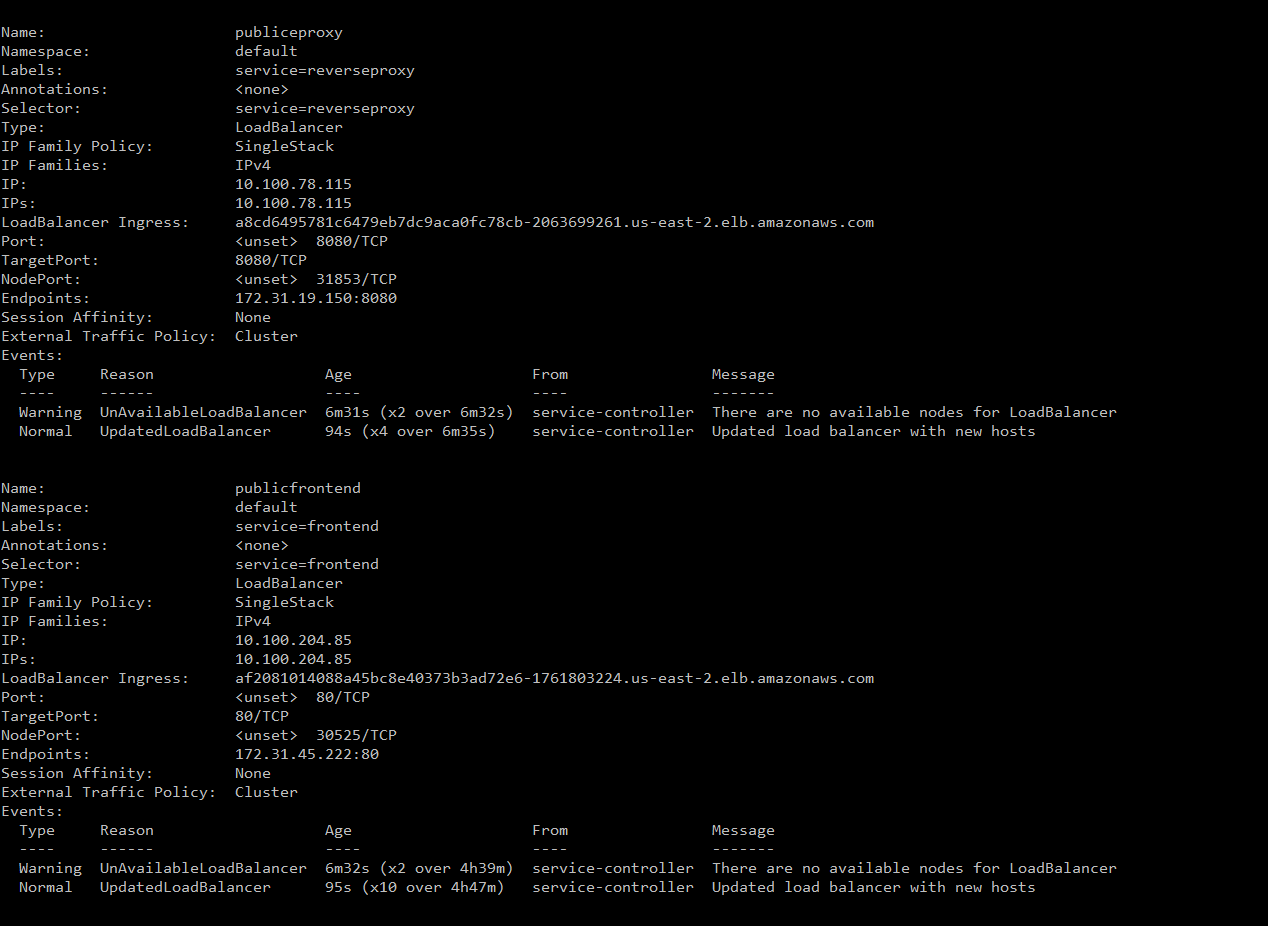 Name:                     publiceproxy
Namespace:                default
Labels:                   service=reverseproxy
Annotations:              <none>
Selector:                 service=reverseproxy
Type:                     LoadBalancer
IP Family Policy:         SingleStack
IP Families:              IPv4
IP:                       10.100.78.115
IPs:                      10.100.78.115
LoadBalancer Ingress:     a8cd6495781c6479eb7dc9aca0fc78cb-2063699261.us-east-2.elb.amazonaws.com
Port:                     <unset>  8080/TCP
TargetPort:               8080/TCP
NodePort:                 <unset>  31853/TCP
Endpoints:                172.31.19.150:8080
Session Affinity:         None
External Traffic Policy:  Cluster
Events:
  Type     Reason                   Age                    From                Message
  ----     ------                   ----                   ----                -------
  Warning  UnAvailableLoadBalancer  6m31s (x2 over 6m32s)  service-controller  There are no available nodes for LoadBalancer
  Normal   UpdatedLoadBalancer      94s (x4 over 6m35s)    service-controller  Updated load balancer with new hosts
Name:                     publicfrontend
Namespace:                default
Labels:                   service=frontend
Annotations:              <none>
Selector:                 service=frontend
Type:                     LoadBalancer
IP Family Policy:         SingleStack
IP Families:              IPv4
IP:                       10.100.204.85
IPs:                      10.100.204.85
LoadBalancer Ingress:     af2081014088a45bc8e40373b3ad72e6-1761803224.us-east-2.elb.amazonaws.com
Port:                     <unset>  80/TCP
TargetPort:               80/TCP
NodePort:                 <unset>  30525/TCP
Endpoints:                172.31.45.222:80
Session Affinity:         None
External Traffic Policy:  Cluster
Events:
  Type     Reason                   Age                    From                Message
  ----     ------                   ----                   ----                -------
  Warning  UnAvailableLoadBalancer  6m32s (x2 over 4h39m)  service-controller  There are no available nodes for LoadBalancer
  Normal   UpdatedLoadBalancer      95s (x10 over 4h47m)   service-controller  Updated load balancer with new hosts